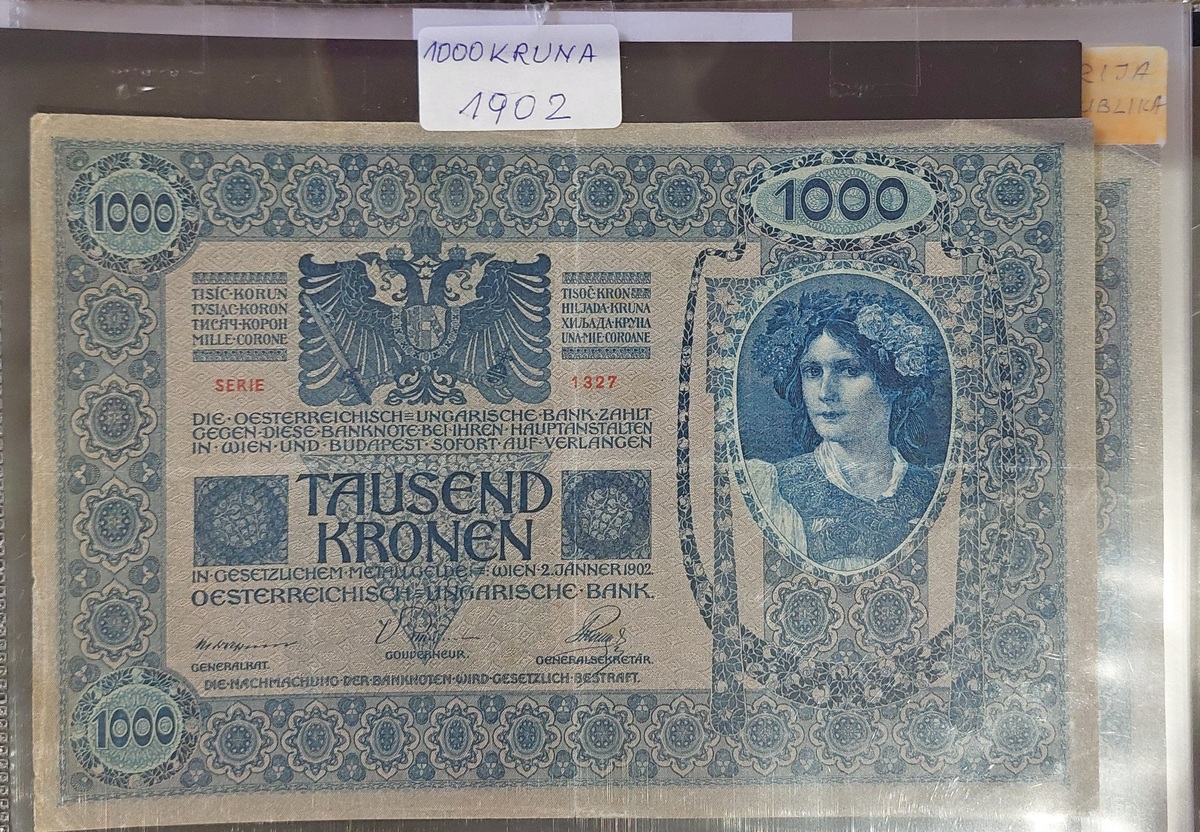 1000 KRUNA
1902
RIJA
UBLIKA
1000
1000
TISÍC·KORUN
TYSIĄC·KORON
ТИСЯЧ·КОРОН
MILLE·CORONE
TISOČ·KRON
HILJADA·KRUNA
ХИЉАДА·КРУНА
UNA·MIE·COROANE
SERIE 1327
DIE·OESTERREICHISCH=UNGARISCHE·BANK·ZAHLT
GEGEN·DIESE·BANKNOTE·BEI·IHREN·HAUPTANSTALTEN
IN·WIEN·UND·BUDAPEST·SOFORT·AUF·VERLANGEN
TAUSEND
KRONEN
IN·GESETZLICHEM·METALLGELDE·=·WIEN·2·JÄNNER 1902.
OESTERREICHISCH=UNGARISCHE·BANK.
GENERALRAT.
GOUVERNEUR.
GENERALSEKRETÄR.
DIE·NACHMACHUNG·DER·BANKNOTEN·WIRD·GESETZLICH·BESTRAFT.
1000